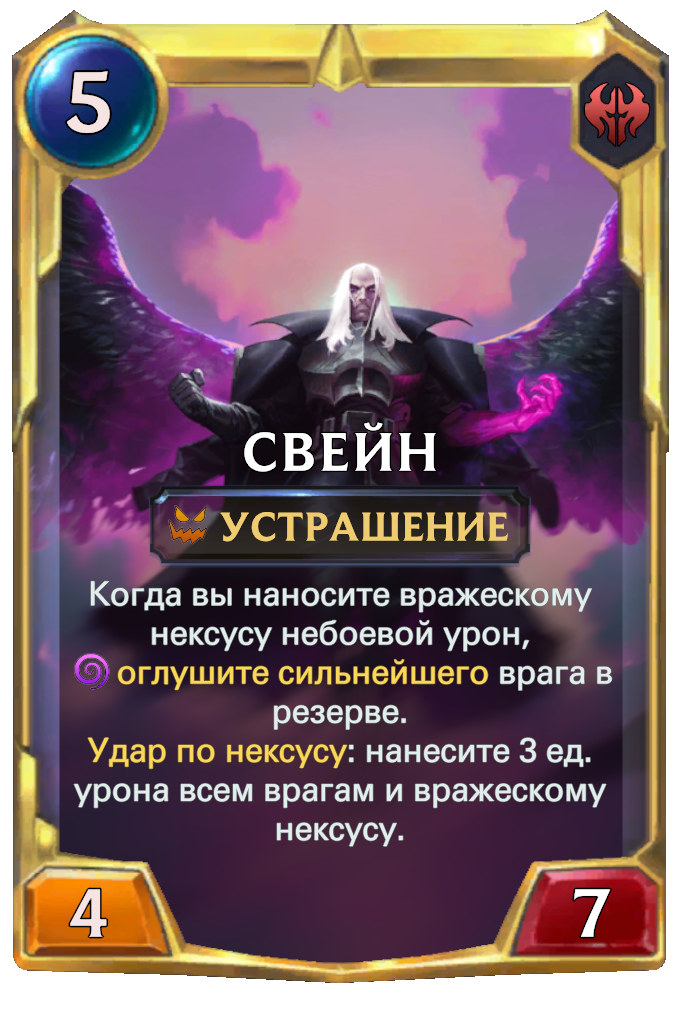 5
СВЕЙН
УСТРАШЕНИЕ
Когда вы наносите вражескому
нексусу небоевой урон,
оглушите сильнейшего врага в
резерве.
Удар по нексусу: нанесите 3 ед.
урона всем врагам и вражескому
нексусу.
4
7